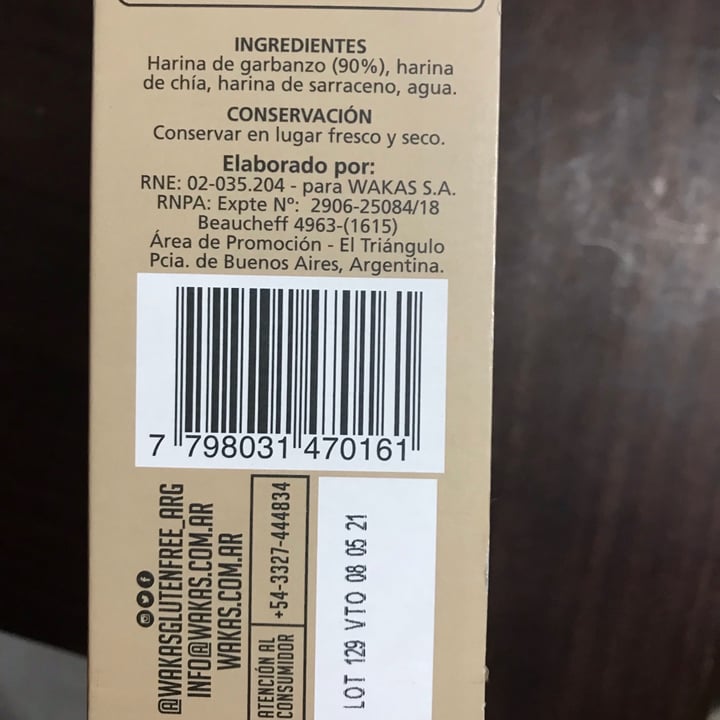 INGREDIENTES
Harina de garbanzo (90%), harina
de chía, harina de sarraceno, agua.
CONSERVACIÓN
Conservar en lugar fresco y seco.
Elaborado por:
RNE: 02-035.204 - para WAKAS S.A.
RNPA: Expte Nº: 2906-25084/18
Beaucheff 4963-(1615)
Área de Promoción - El Triángulo
Pcia. de Buenos Aires, Argentina.
7 798031 470161
@WAKASGLUTENFREE_ARG
INFO@WAKAS.COM.AR
WAKAS.COM.AR
ATENCIÓN AL
CONSUMIDOR
+54-3327-444834
LOT 129 VTO 08 05 21